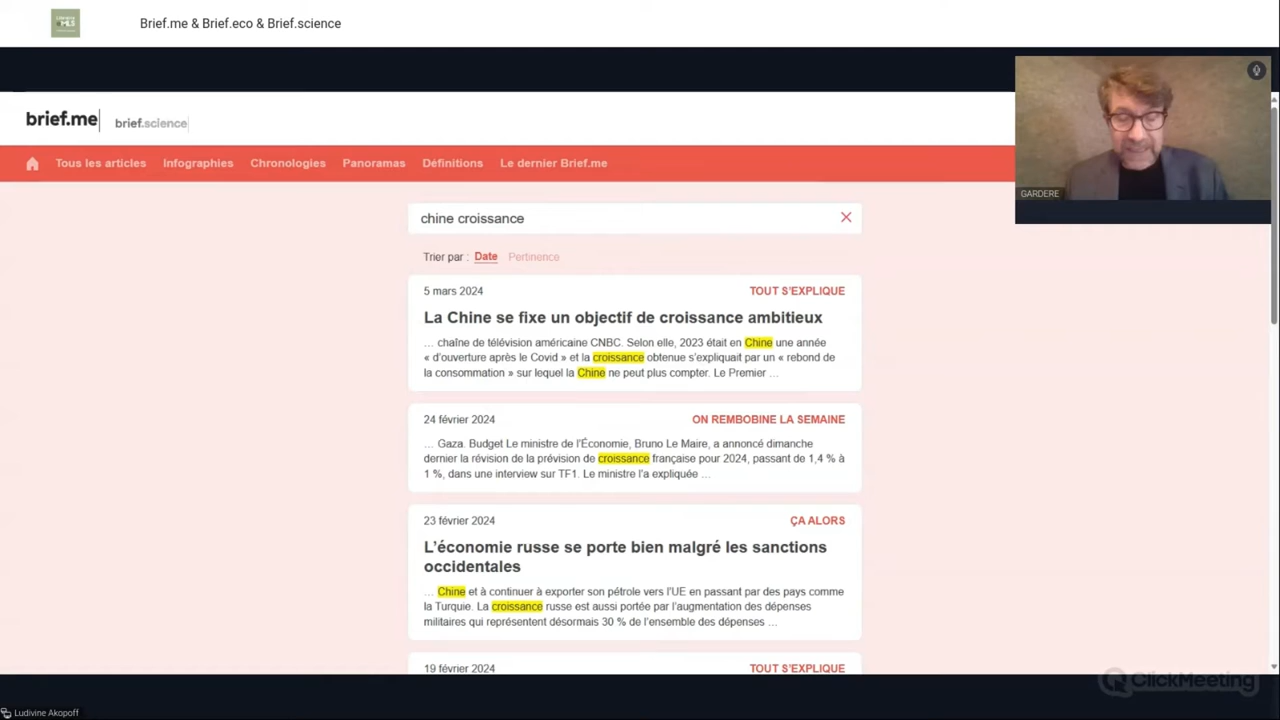 Brief.me & Brief.eco & Brief.science
GARDERE
brief.me
brief.science
Tous les articles Infographies Chronologies Panoramas Définitions Le dernier Brief.me
chine croissance
Trier par : Date Pertinence
5 mars 2024 TOUT S'EXPLIQUE
La Chine se fixe un objectif de croissance ambitieux
… chaîne de télévision américaine CNBC. Selon elle, 2023 était en Chine une année
« d'ouverture après le Covid » et la croissance obtenue s'expliquait par un « rebond de
la consommation » sur lequel la Chine ne peut plus compter. Le Premier …
24 février 2024 ON REMBOBINE LA SEMAINE
… Gaza. Budget Le ministre de l'Économie, Bruno Le Maire, a annoncé dimanche
dernier la révision de la prévision de croissance française pour 2024, passant de 1,4 % à
1 %, dans une interview sur TF1. Le ministre l'a expliquée …
23 février 2024 ÇA ALORS
L'économie russe se porte bien malgré les sanctions
occidentales
… Chine et à continuer à exporter son pétrole vers l'UE en passant par des pays comme
la Turquie. La croissance russe est aussi portée par l'augmentation des dépenses
militaires qui représentent désormais 30 % de l'ensemble des dépenses …
19 février 2024 TOUT S'EXPLIQUE
ClickMeeting
Ludivine Akopoff